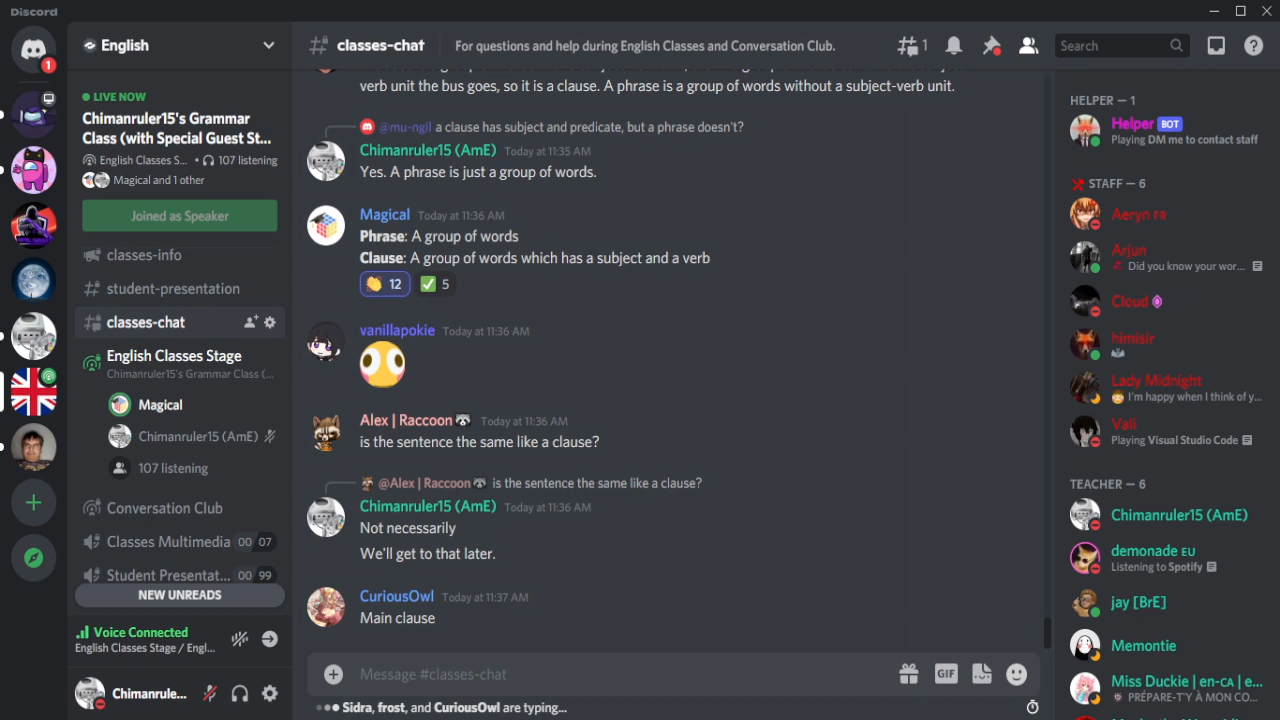 Discord
1
English
LIVE NOW
Chimanruler15's Grammar
Class (with Special Guest St...
English Classes S... • 107 listening
Magical and 1 other
Joined as Speaker
classes-info
student-presentation
classes-chat
English Classes Stage
Chimanruler15's Grammar Class (...
Magical
Chimanruler15 (AmE)
107 listening
Conversation Club
Classes Multimedia 00 07
Student Presentat... 00 99
NEW UNREADS
Voice Connected
English Classes Stage / Engl...
Chimanrule...
classes-chat
For questions and help during English Classes and Conversation Club.
1
Search
verb unit the bus goes, so it is a clause. A phrase is a group of words without a subject-verb unit.
@mu-ngil a clause has subject and predicate, but a phrase doesn't?
Chimanruler15 (AmE) Today at 11:35 AM
Yes. A phrase is just a group of words.
Magical Today at 11:36 AM
Phrase: A group of words
Clause: A group of words which has a subject and a verb
12 5
vanillapokie Today at 11:36 AM
Alex | Raccoon Today at 11:36 AM
is the sentence the same like a clause?
@Alex | Raccoon is the sentence the same like a clause?
Chimanruler15 (AmE) Today at 11:36 AM
Not necessarily
We'll get to that later.
CuriousOwl Today at 11:37 AM
Main clause
Message #classes-chat
GIF
Sidra, frost, and CuriousOwl are typing...
HELPER — 1
Helper BOT
Playing DM me to contact staff
STAFF — 6
Aeryn FR
Arjun
Did you know your wor...
Cloud
himisir
Lady Midnight
I'm happy when I think of y...
Vali
Playing Visual Studio Code
TEACHER — 6
Chimanruler15 (AmE)
demonade EU
Listening to Spotify
jay [BrE]
Memontie
Miss Duckie | en-CA | e...
PRÉPARE-T'Y À MON CO...